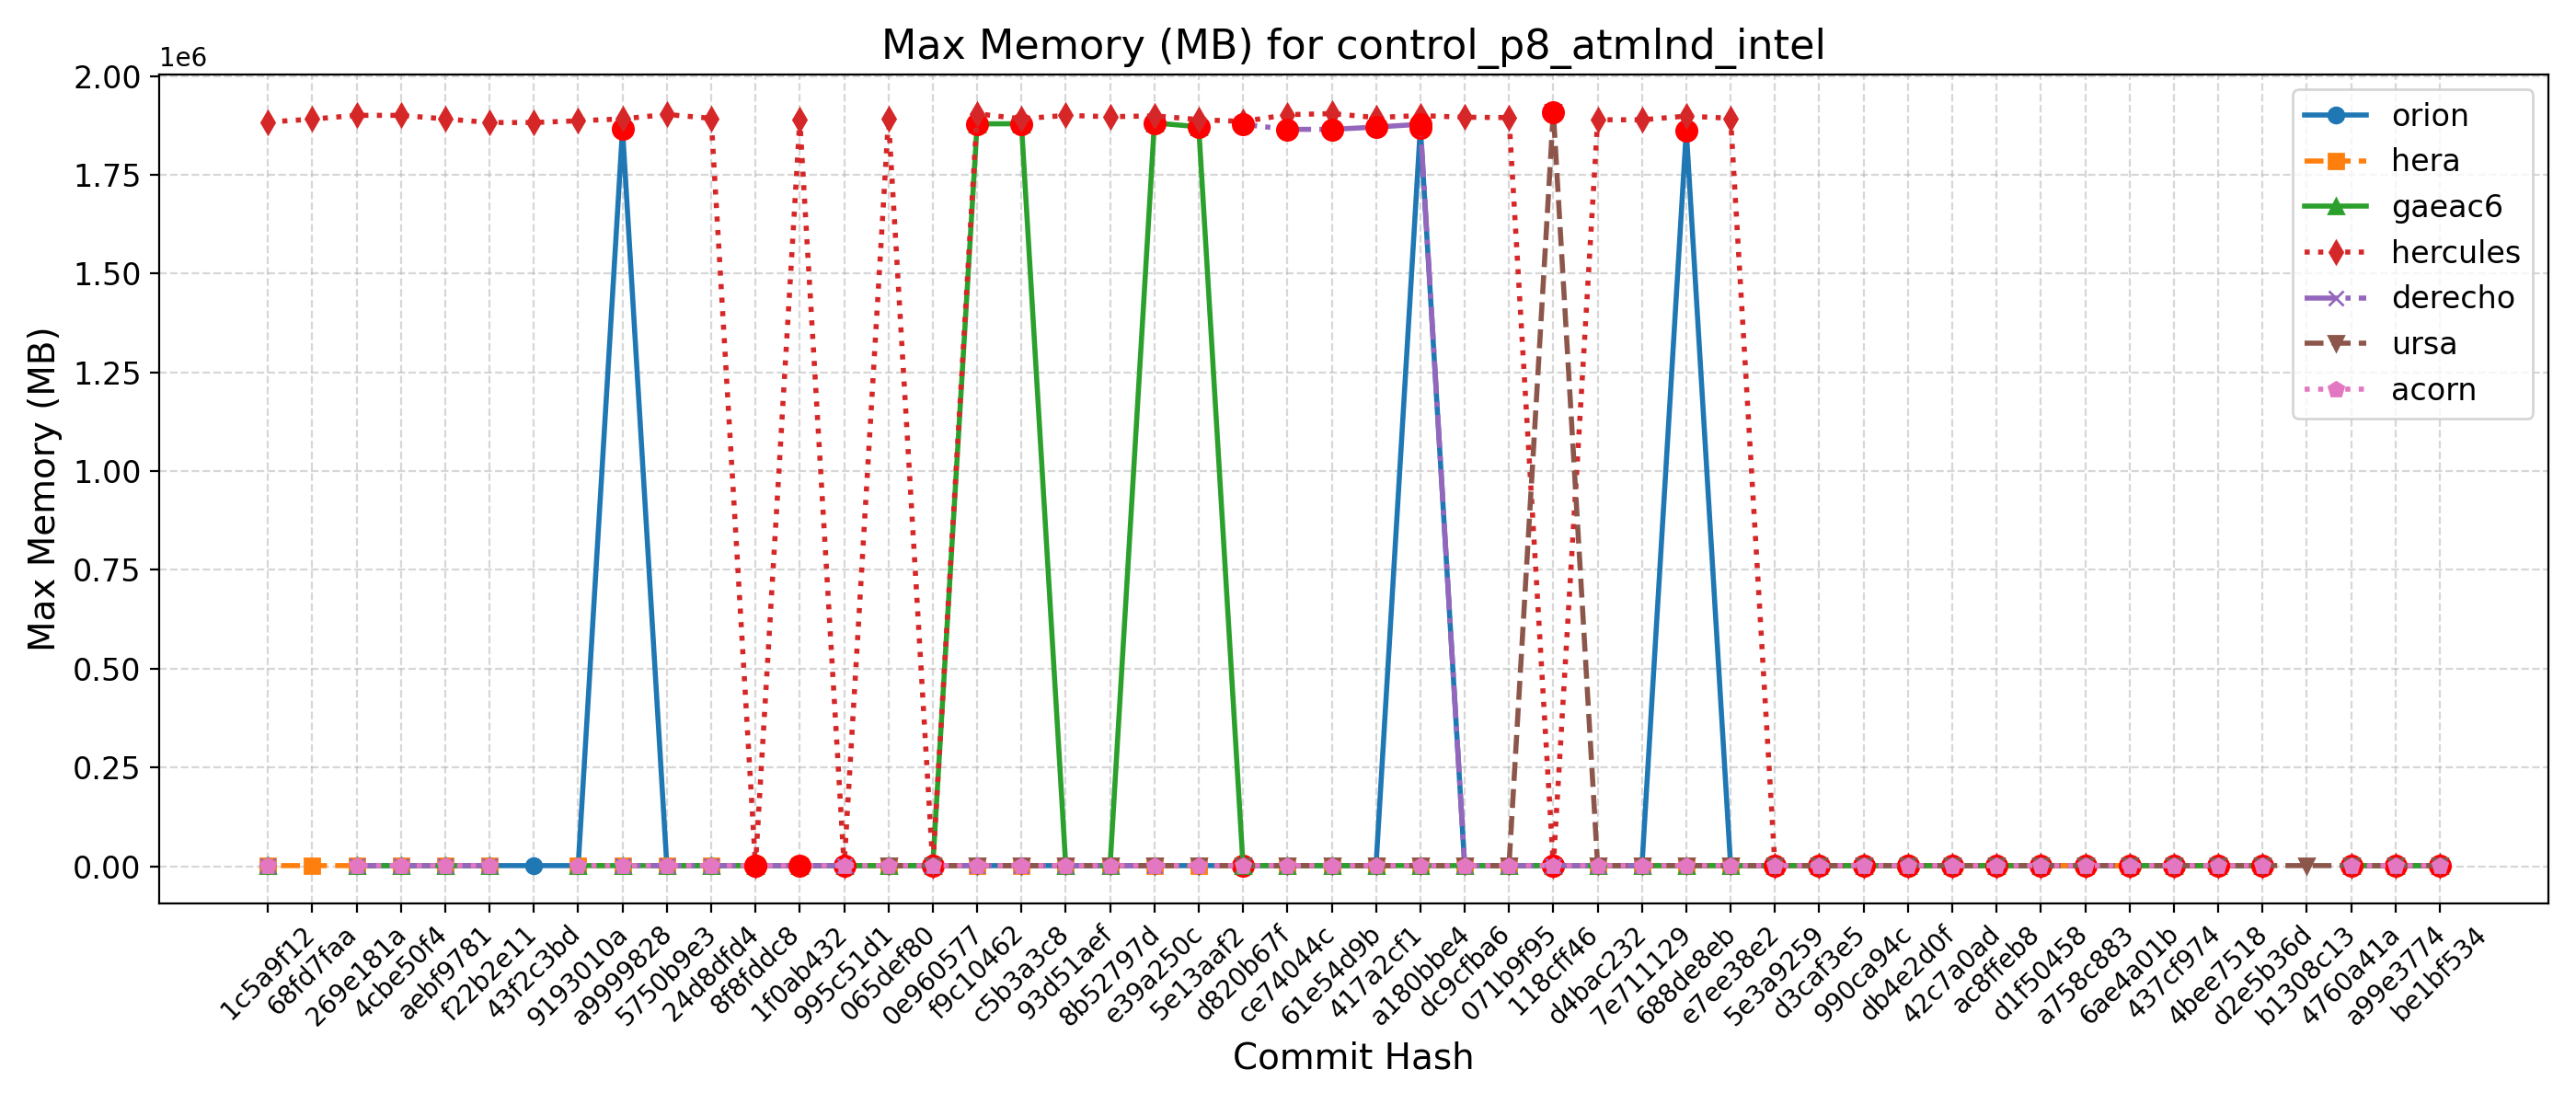 Max Memory (MB) for control_p8_atmlnd_intel
1e6
2.00
1.75
1.50
1.25
1.00
0.75
0.50
0.25
0.00
Max Memory (MB)
orion
hera
gaeac6
hercules
derecho
ursa
acorn
1c5a9f12
68fd7faa
269e181a
4cbe50f4
aebf9781
f22b2e11
43f2c3bd
9193010a
a9999828
5750b9e3
24d8dfd4
8f8fddc8
1f0ab432
995c51d1
065def80
0e960577
f9c10462
c5b3a3c8
93d51aef
8b52797d
e39a250c
5e13aaf2
d820b67f
ce74044c
61e54d9b
417a2cf1
a180bbe4
dc9cfba6
071b9f95
118cff46
d4bac232
7e711129
688de8eb
e7ee38e2
5e3a9259
d3caf3e5
990ca94c
db4e2d0f
42c7a0ad
ac8ffeb8
d1f50458
a758c883
6ae4a01b
437cf974
4bee7518
d2e5b36d
b1308c13
4760a41a
a99e3774
be1bf534
Commit Hash